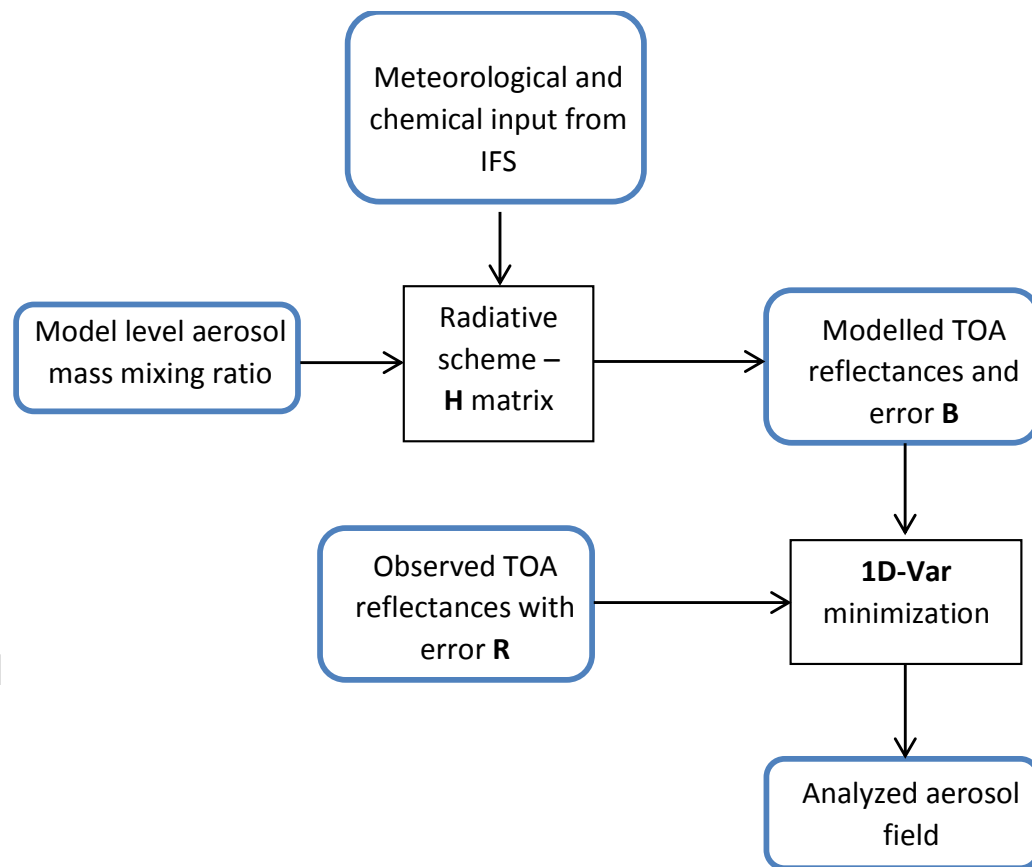 Meteorological and
chemical input from
IFS
Model level aerosol
mass mixing ratio
Radiative
scheme –
H matrix
Modelled TOA
reflectances and
error B
Observed TOA
reflectances with
error R
1D-Var
minimization
Analyzed aerosol
field